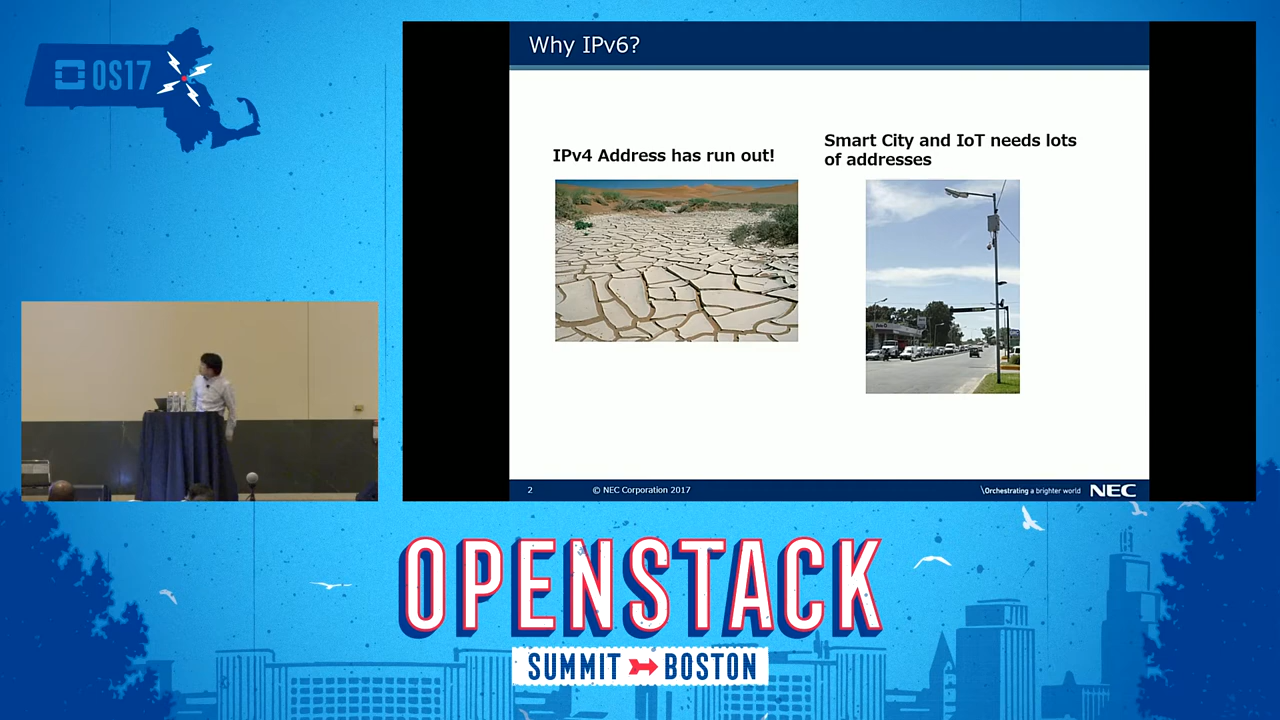 OS17
Why IPv6?
IPv4 Address has run out!
Smart City and IoT needs lots
of addresses
2
© NEC Corporation 2017
\Orchestrating a brighter world
NEC
OPENSTACK
SUMMIT BOSTON